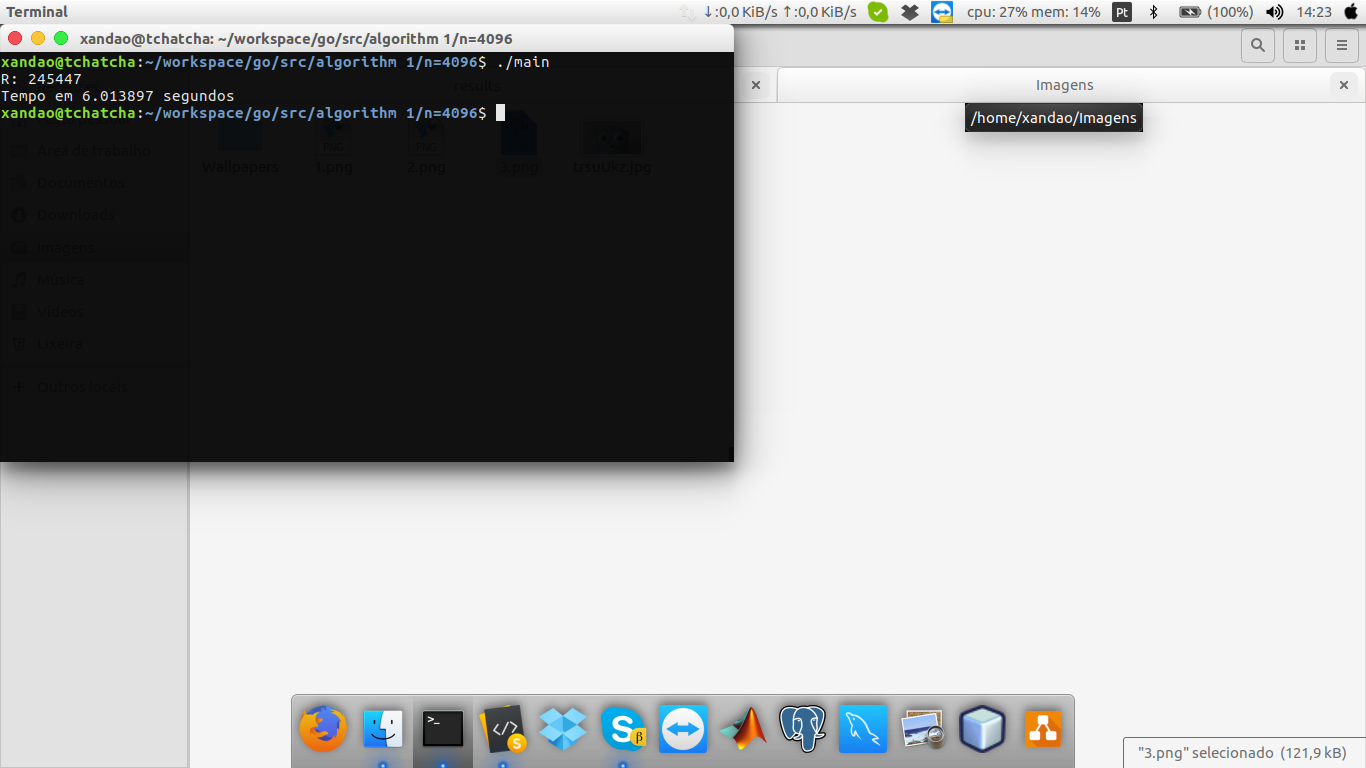 Terminal
↓:0,0 KiB/s ↑:0,0 KiB/s
cpu: 27% mem: 14%
Pt
(100%)
14:23
xandao@tchatcha: ~/workspace/go/src/algorithm 1/n=4096
xandao@tchatcha:~/workspace/go/src/algorithm 1/n=4096$ ./main
R: 245447
Tempo em 6.013897 segundos
xandao@tchatcha:~/workspace/go/src/algorithm 1/n=4096$
results
Imagens
/home/xandao/Imagens
Área de trabalho
Documentos
Downloads
Imagens
Música
Vídeos
Lixeira
Outros locais
PNG
PNG
Wallpapers
1.png
2.png
3.png
trsuUkz.jpg
>_
</>
S
S
β
"3.png" selecionado (121,9 kB)